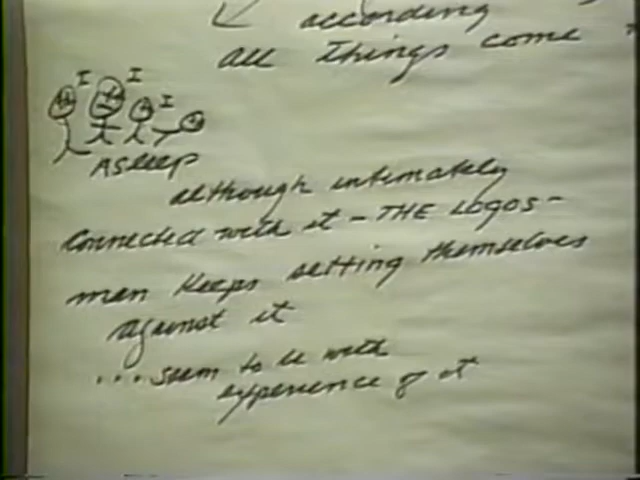 according
all things come
I I I
Asleep
although intimately
connected with it - THE LOGOS -
men keeps setting themselves
against it
... seem to be with
experience of it